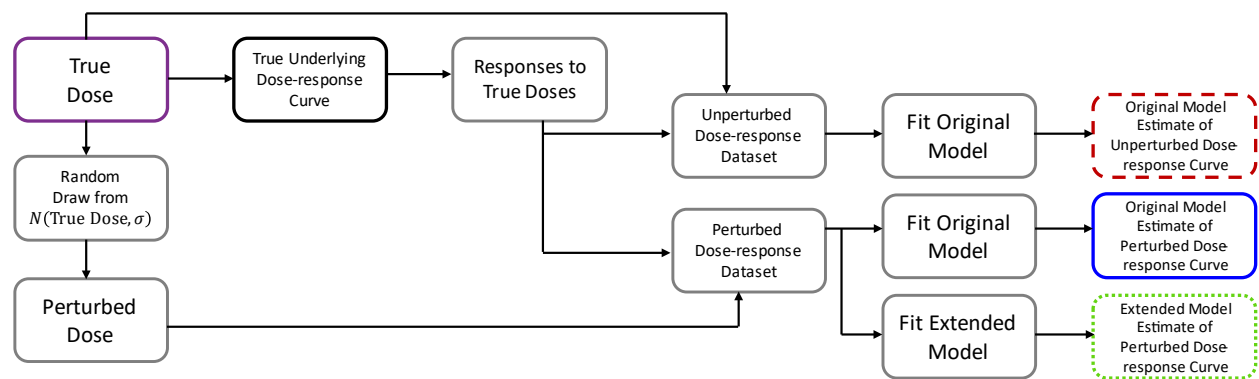 True
Dose
True Underlying
Dose-response
Curve
Responses to
True Doses
Unperturbed
Dose-response
Dataset
Fit Original
Model
Original Model
Estimate of
Unperturbed Dose-
response Curve
Random
Draw from
N(True Dose, σ)
Perturbed
Dose-response
Dataset
Fit Original
Model
Original Model
Estimate of
Perturbed Dose-
response Curve
Perturbed
Dose
Fit Extended
Model
Extended Model
Estimate of
Perturbed Dose-
response Curve